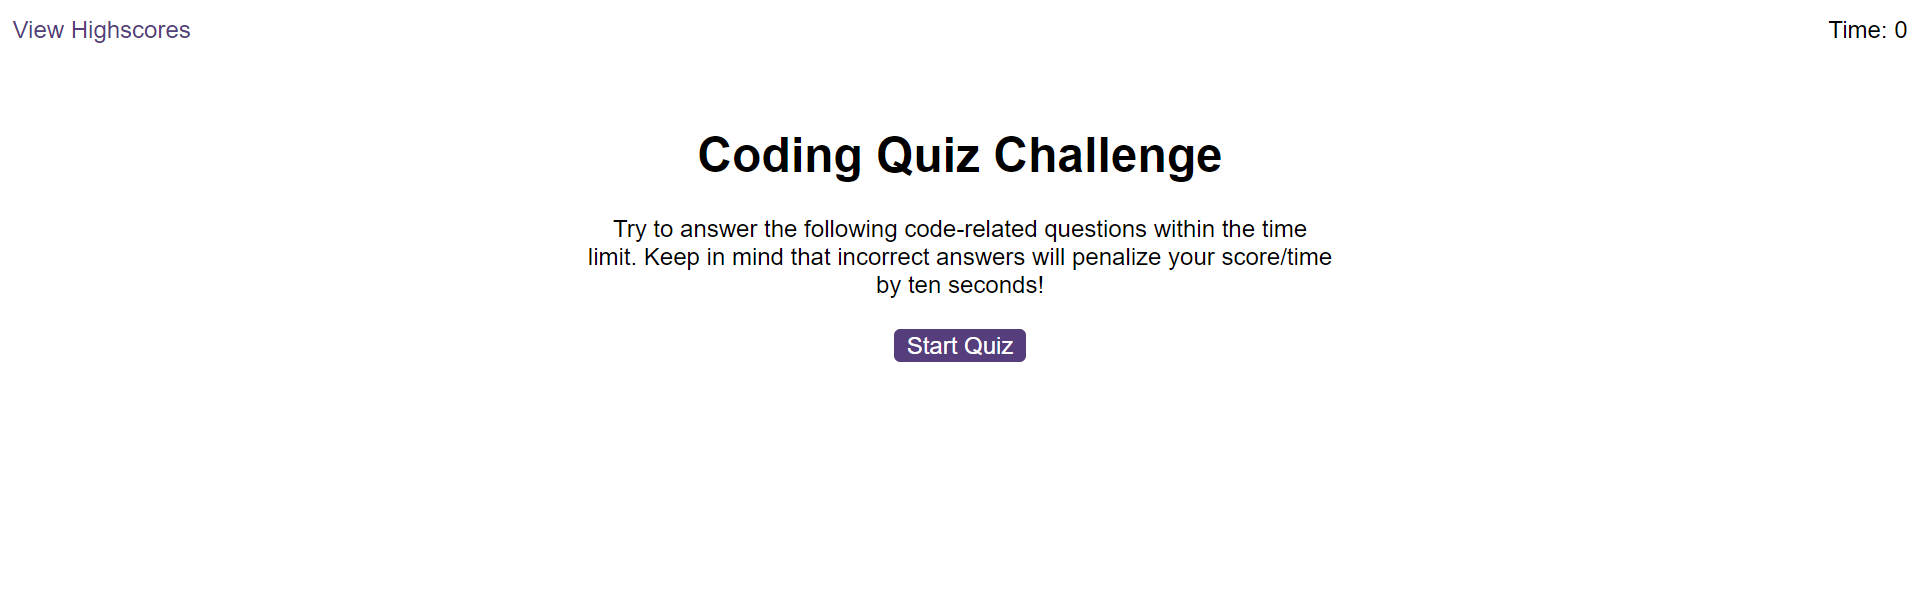 View Highscores
Time: 0
Coding Quiz Challenge
Try to answer the following code-related questions within the time
limit. Keep in mind that incorrect answers will penalize your score/time
by ten seconds!
Start Quiz